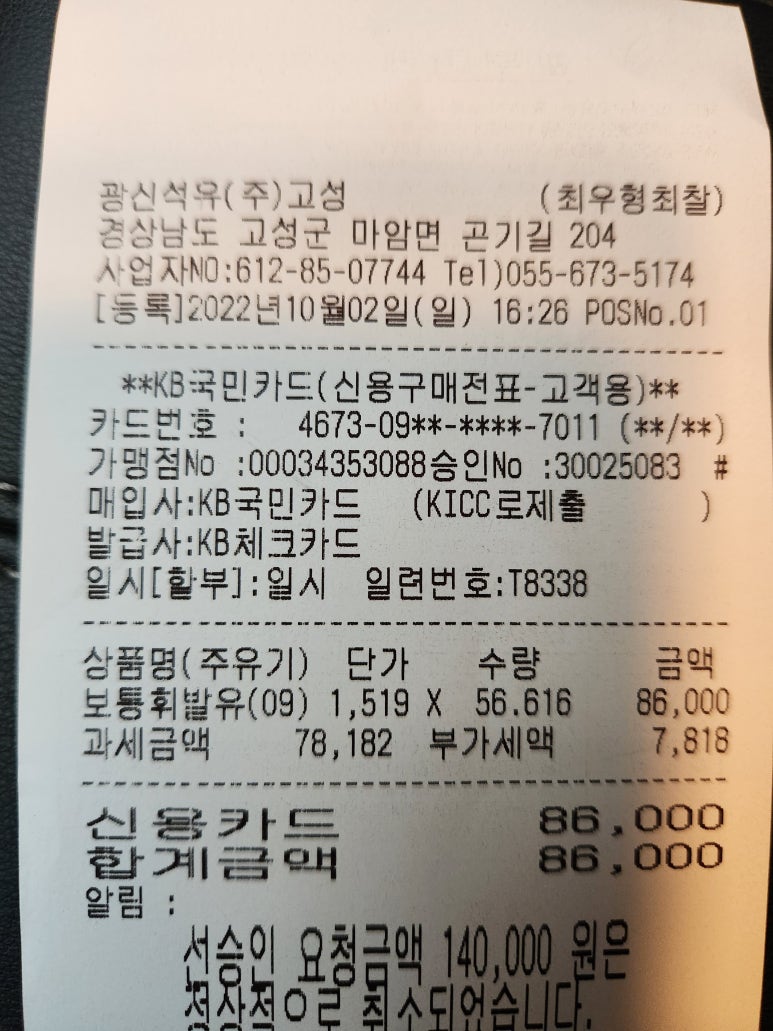 광신석유(주)고성 (최우형최찰)
경상남도 고성군 마암면 곤기길 204
사업자NO:612-85-07744 Tel)055-673-5174
[등록]2022년10월02일(일) 16:26 POSNo.01
**KB국민카드(신용구매전표-고객용)**
카드번호 : 4673-09**-****-7011 (**/**)
가맹점No :00034353088승인No :30025083 #
매입사:KB국민카드 (KICC로제출 )
발급사:KB체크카드
일시[할부]:일시 일련번호:T8338
상품명(주유기) 단가 수량 금액
보통휘발유(09) 1,519 X 56.616 86,000
과세금액 78,182 부가세액 7,818
신용카드 86,000
합계금액 86,000
알림 :
선승인 요청금액 140,000 원은
정상적으로 취소되었습니다.